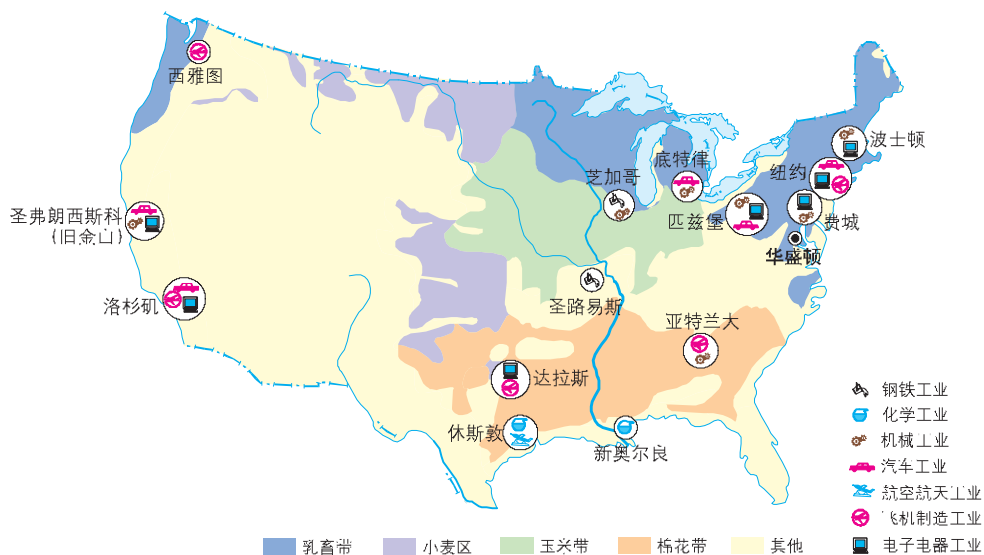 西雅图
波士顿
底特律
纽约
芝加哥
圣弗朗西斯科
(旧金山)
匹兹堡
费城
华盛顿
洛杉矶
圣路易斯
亚特兰大
达拉斯
休斯敦
新奥尔良
钢铁工业
化学工业
机械工业
汽车工业
航空航天工业
飞机制造工业
电子电器工业
乳畜带
小麦区
玉米带
棉花带
其他